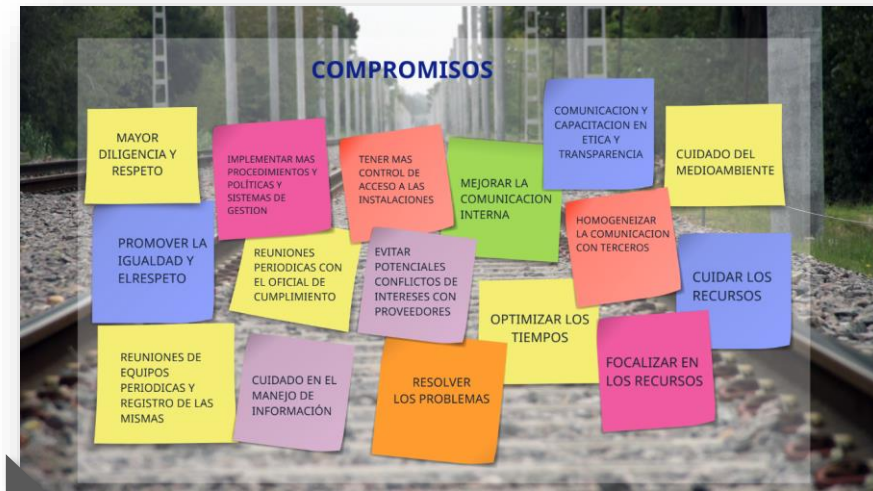 COMPROMISOS
MAYOR
DILIGENCIA Y
RESPETO
IMPLEMENTAR MAS
PROCEDIMIENTOS Y
POLÍTICAS Y
SISTEMAS DE
GESTION
TENER MAS
CONTROL DE
ACCESO A LAS
INSTALACIONES
MEJORAR LA
COMUNICACION
INTERNA
COMUNICACION Y
CAPACITACION EN
ETICA Y
TRANSPARENCIA
CUIDADO DEL
MEDIOAMBIENTE
PROMOVER LA
IGUALDAD Y
ELRESPETO
REUNIONES
PERIODICAS CON
EL OFICIAL DE
CUMPLIMIENTO
EVITAR
POTENCIALES
CONFLICTOS DE
INTERESES CON
PROVEEDORES
HOMOGENEIZAR
LA COMUNICACION
CON TERCEROS
CUIDAR LOS
RECURSOS
OPTIMIZAR LOS
TIEMPOS
REUNIONES DE
EQUIPOS
PERIODICAS Y
REGISTRO DE LAS
MISMAS
CUIDADO EN EL
MANEJO DE
INFORMACIÓN
RESOLVER
LOS PROBLEMAS
FOCALIZAR EN
LOS RECURSOS